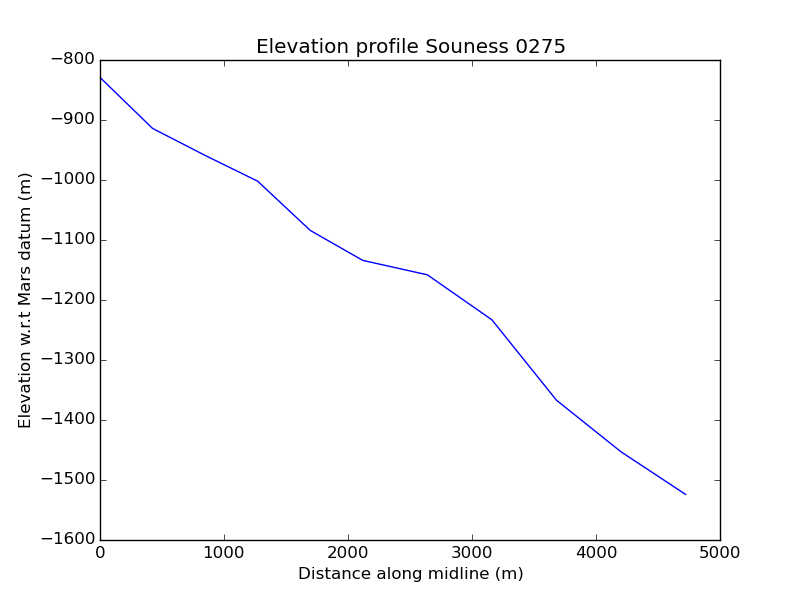 Elevation profile Souness 0275
−800
−900
−1000
−1100
−1200
−1300
−1400
−1500
−1600
Elevation w.r.t Mars datum (m)
0 1000 2000 3000 4000 5000
Distance along midline (m)